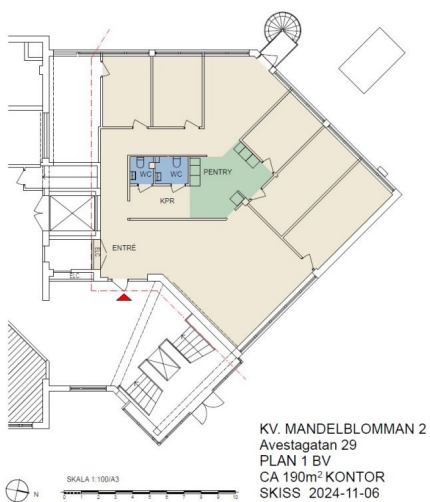 WC
WC
PENTRY
KPR
ENTRÉ
ELC
KV. MANDELBLOMMAN 2
Avestagatan 29
PLAN 1 BV
CA 190m² KONTOR
SKISS 2024-11-06
N
SKALA 1:100/A3